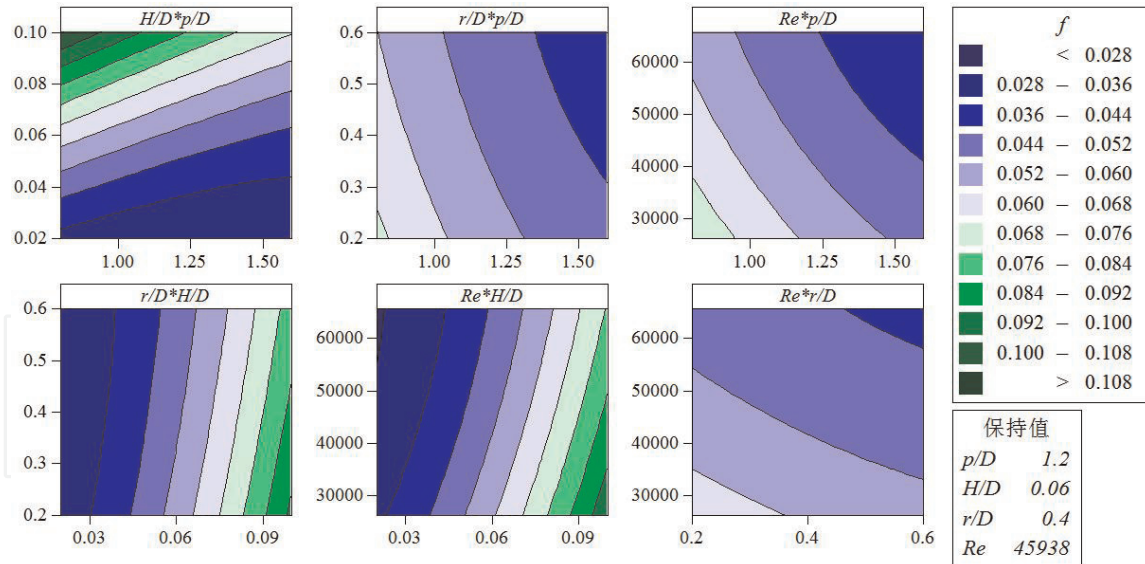 H/D*p/D
0.10
0.08
0.06
0.04
0.02
1.00 1.25 1.50
r/D*p/D
0.6
0.5
0.4
0.3
0.2
1.00 1.25 1.50
Re*p/D
60000
50000
40000
30000
1.00 1.25 1.50
r/D*H/D
0.6
0.5
0.4
0.3
0.2
0.03 0.06 0.09
Re*H/D
60000
50000
40000
30000
0.03 0.06 0.09
Re*r/D
60000
50000
40000
30000
0.2 0.4 0.6
f
< 0.028
0.028 – 0.036
0.036 – 0.044
0.044 – 0.052
0.052 – 0.060
0.060 – 0.068
0.068 – 0.076
0.076 – 0.084
0.084 – 0.092
0.092 – 0.100
0.100 – 0.108
> 0.108
保持值
p/D 1.2
H/D 0.06
r/D 0.4
Re 45938